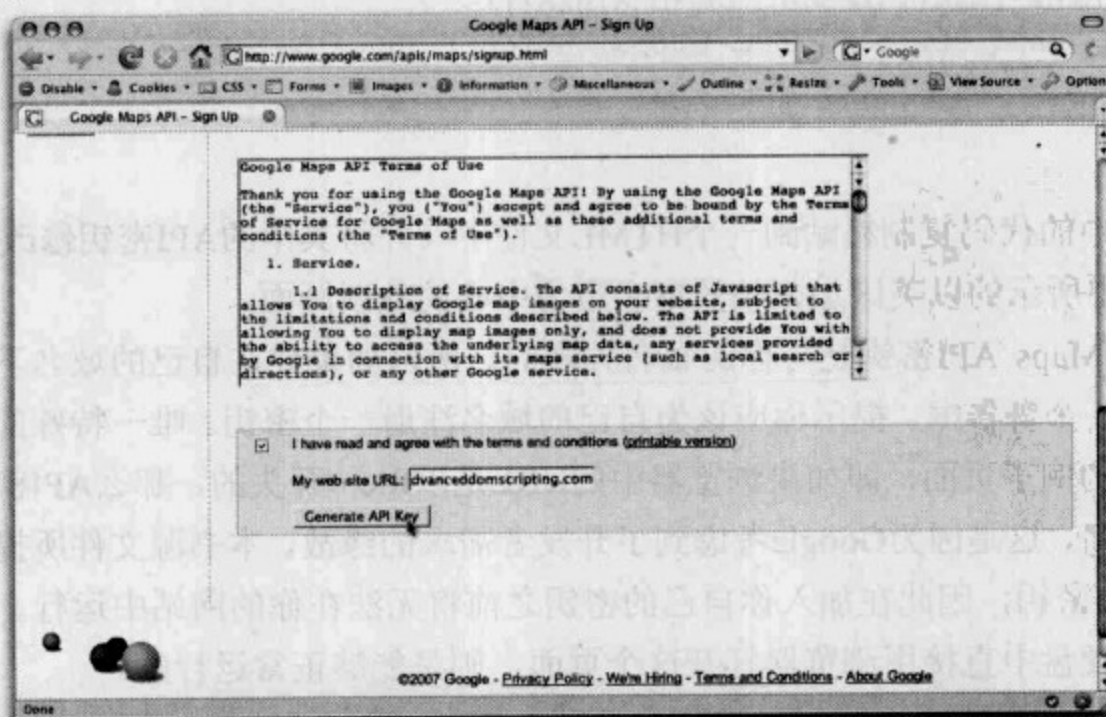 Google Maps API – Sign Up
http://www.google.com/apis/maps/signup.html
Google
Disable Cookies CSS Forms Images Information Miscellaneous Outline Resize Tools View Source Option
Google Maps API – Sign Up
Google Maps API Terms of Use
Thank you for using the Google Maps API! By using the Google Maps API
(the "Service"), you ("You") accept and agree to be bound by the Terms
of Service for Google Maps as well as these additional terms and
conditions (the "Terms of Use").
1. Service.
1.1 Description of Service. The API consists of Javascript that
allows You to display Google map images on your website, subject to
the limitations and conditions described below. The API is limited to
allowing You to display map images only, and does not provide You with
the ability to access the underlying map data, any services provided
by Google in connection with its maps service (such as local search or
directions), or any other Google service.
I have read and agree with the terms and conditions (printable version)
My web site URL: dvanceddomscripting.com
Generate API Key
©2007 Google - Privacy Policy - We're Hiring - Terms and Conditions - About Google
Done